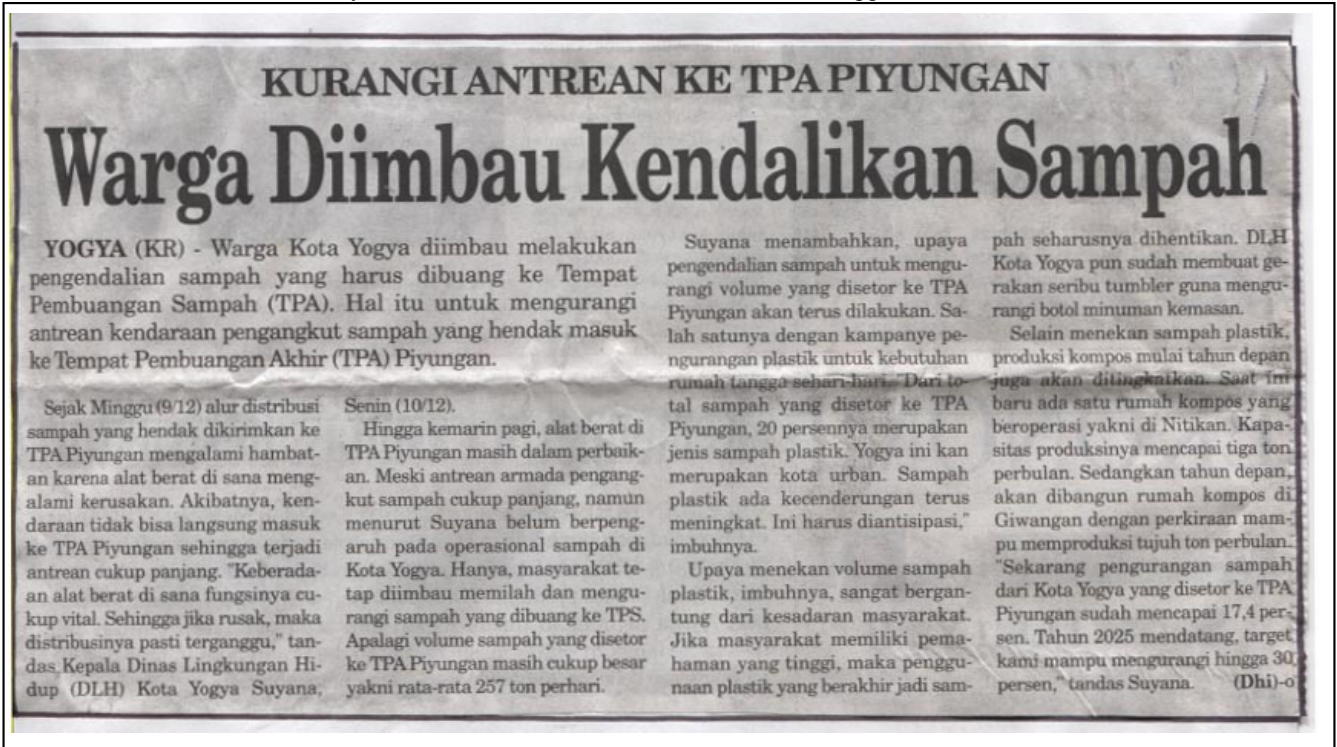 KURANGI ANTREAN KE TPA PIYUNGAN
Warga Diimbau Kendalikan Sampah
YOGYA (KR) - Warga Kota Yogya diimbau melakukan
pengendalian sampah yang harus dibuang ke Tempat
Pembuangan Sampah (TPA). Hal itu untuk mengurangi
antrean kendaraan pengangkut sampah yang hendak masuk
ke Tempat Pembuangan Akhir (TPA) Piyungan.
Sejak Minggu (9/12) alur distribusi
sampah yang hendak dikirimkan ke
TPA Piyungan mengalami hambat-
an karena alat berat di sana meng-
alami kerusakan. Akibatnya, ken-
daraan tidak bisa langsung masuk
ke TPA Piyungan sehingga terjadi
antrean cukup panjang. "Keberada-
an alat berat di sana fungsinya cu-
kup vital. Sehingga jika rusak, maka
distribusinya pasti terganggu," tan-
das Kepala Dinas Lingkungan Hi-
dup (DLH) Kota Yogya Suyana,
Senin (10/12).
Hingga kemarin pagi, alat berat di
TPA Piyungan masih dalam perbaik-
an. Meski antrean armada pengang-
kut sampah cukup panjang, namun
menurut Suyana belum berpeng-
aruh pada operasional sampah di
Kota Yogya. Hanya, masyarakat te-
tap diimbau memilah dan mengu-
rangi sampah yang dibuang ke TPS.
Apalagi volume sampah yang disetor
ke TPA Piyungan masih cukup besar
yakni rata-rata 257 ton perhari.
Suyana menambahkan, upaya
pengendalian sampah untuk mengu-
rangi volume yang disetor ke TPA
Piyungan akan terus dilakukan. Sa-
lah satunya dengan kampanye pe-
ngurangan plastik untuk kebutuhan
rumah tangga sehari-hari. "Dari to-
tal sampah yang disetor ke TPA
Piyungan, 20 persennya merupakan
jenis sampah plastik. Yogya ini kan
merupakan kota urban. Sampah
plastik ada kecenderungan terus
meningkat. Ini harus diantisipasi,"
imbuhnya.
Upaya menekan volume sampah
plastik, imbuhnya, sangat bergan-
tung dari kesadaran masyarakat.
Jika masyarakat memiliki pema-
haman yang tinggi, maka penggu-
naan plastik yang berakhir jadi sam-
pah seharusnya dihentikan. DLH
Kota Yogya pun sudah membuat ge-
rakan seribu tumbler guna mengu-
rangi botol minuman kemasan.
Selain menekan sampah plastik,
produksi kompos mulai tahun depan
juga akan ditingkatkan. Saat ini
baru ada satu rumah kompos yang
beroperasi yakni di Nitikan. Kapa-
sitas produksinya mencapai tiga ton
perbulan. Sedangkan tahun depan,
akan dibangun rumah kompos di
Giwangan dengan perkiraan mam-
pu memproduksi tujuh ton perbulan.
"Sekarang pengurangan sampah
dari Kota Yogya yang disetor ke TPA
Piyungan sudah mencapai 17,4 per-
sen. Tahun 2025 mendatang, target
kami mampu mengurangi hingga 30
persen," tandas Suyana. (Dhi)-o